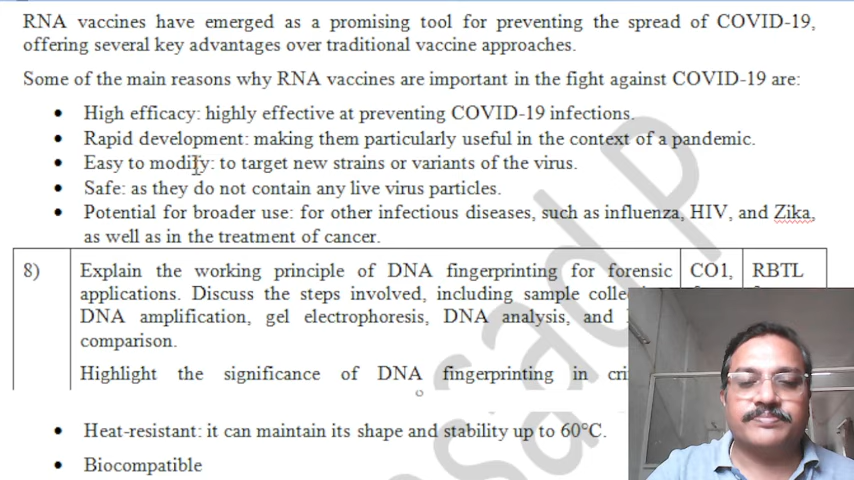 RNA vaccines have emerged as a promising tool for preventing the spread of COVID-19,
offering several key advantages over traditional vaccine approaches.
Some of the main reasons why RNA vaccines are important in the fight against COVID-19 are:
• High efficacy: highly effective at preventing COVID-19 infections.
• Rapid development: making them particularly useful in the context of a pandemic.
• Easy to modify: to target new strains or variants of the virus.
• Safe: as they do not contain any live virus particles.
• Potential for broader use: for other infectious diseases, such as influenza, HIV, and Zika,
as well as in the treatment of cancer.
8) Explain the working principle of DNA fingerprinting for forensic CO1, RBTL
applications. Discuss the steps involved, including sample
DNA amplification, gel electrophoresis, DNA analysis, and
comparison.
Highlight the significance of DNA fingerprinting in
• Heat-resistant: it can maintain its shape and stability up to 60°C.
• Biocompatible